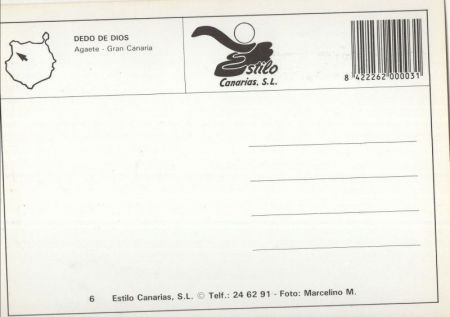 DEDO DE DIOS
Agaete - Gran Canaria
Estilo
Canarias, S.L.
8 422262 000031
6 Estilo Canarias, S.L. © Telf.: 24 62 91 - Foto: Marcelino M.